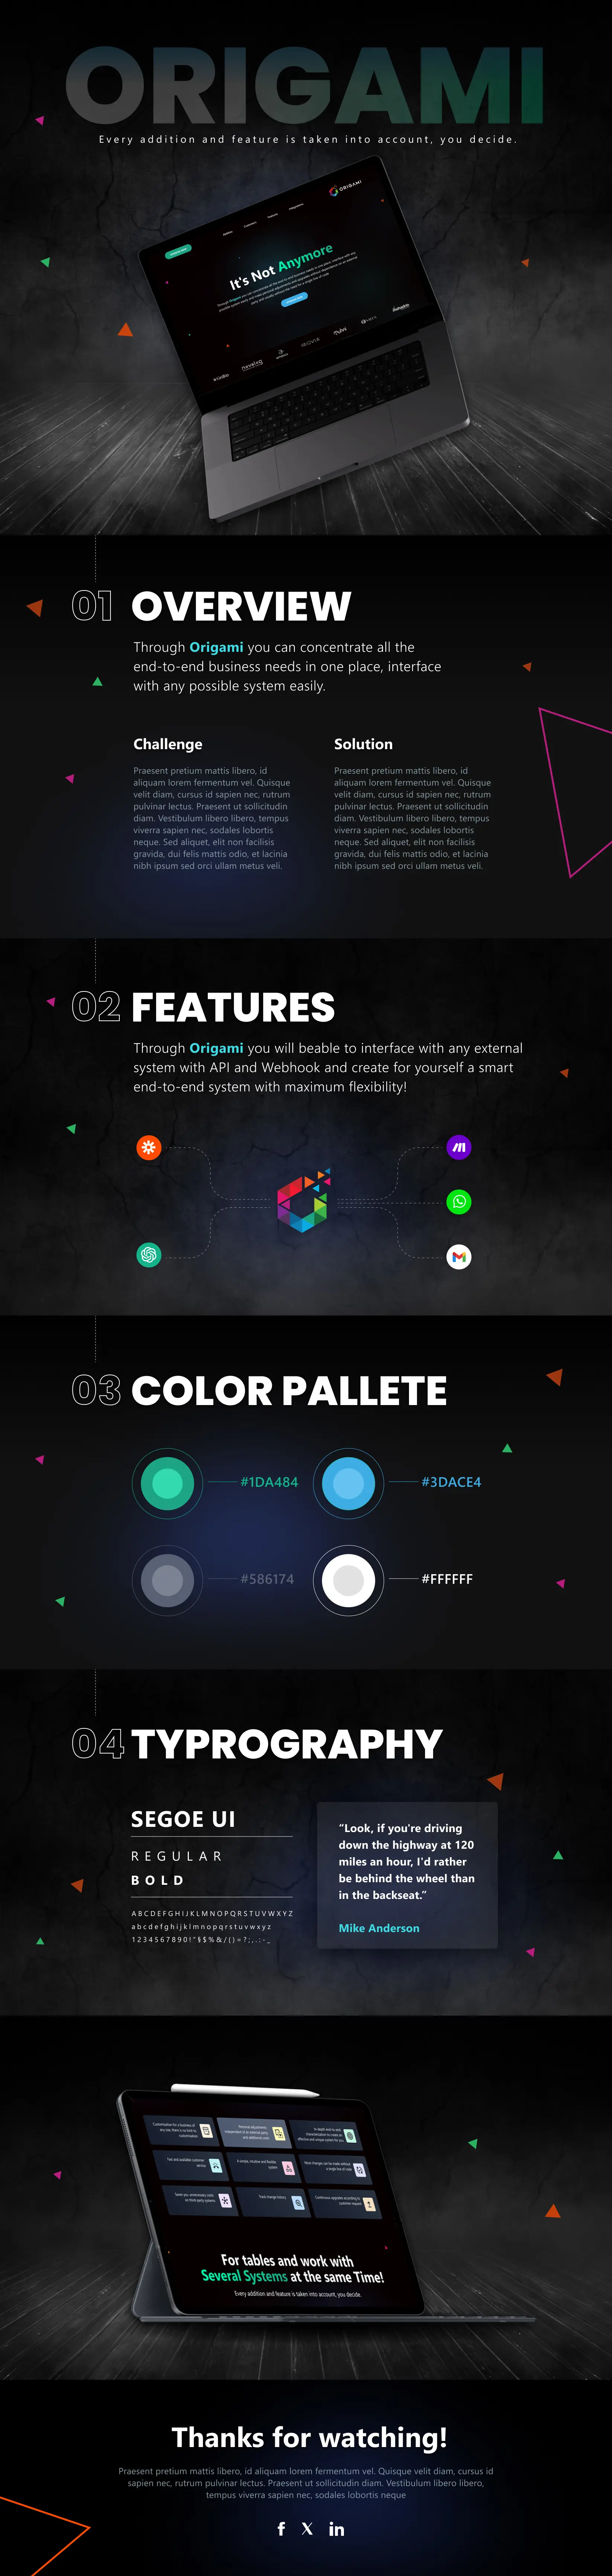 ORIGAMI
Every addition and feature is taken into account, you decide.
ORIGAMI
It's Not Anymore
01 OVERVIEW
Through Origami you can concentrate all the
end-to-end business needs in one place, interface
with any possible system easily.
Challenge
Praesent pretium mattis libero, id
aliquam lorem fermentum vel. Quisque
velit diam, cursus id sapien nec, rutrum
pulvinar lectus. Praesent ut sollicitudin
diam. Vestibulum libero libero, tempus
viverra sapien nec, sodales lobortis
neque. Sed aliquet, elit non facilisis
gravida, dui felis mattis odio, et lacinia
nibh ipsum sed orci ullam metus veli.
Solution
Praesent pretium mattis libero, id
aliquam lorem fermentum vel. Quisque
velit diam, cursus id sapien nec, rutrum
pulvinar lectus. Praesent ut sollicitudin
diam. Vestibulum libero libero, tempus
viverra sapien nec, sodales lobortis
neque. Sed aliquet, elit non facilisis
gravida, dui felis mattis odio, et lacinia
nibh ipsum sed orci ullam metus veli.
02 FEATURES
Through Origami you will beable to interface with any external
system with API and Webhook and create for yourself a smart
end-to-end system with maximum flexibility!
03 COLOR PALLETE
#1DA484
#3DACE4
#586174
#FFFFFF
04 TYPROGRAPHY
SEGOE UI
REGULAR
BOLD
ABCDEFGHIJKLMNOPQRSTUVWXYZ
abcdefghijklmnopqrstuvwxyz
1234567890!"§$%&/()=?;,.:-_
“Look, if you're driving
down the highway at 120
miles an hour, I'd rather
be behind the wheel than
in the backseat.”
Mike Anderson
For tables and work with
Several Systems at the same Time!
Every addition and feature is taken into account, you decide.
Thanks for watching!
Praesent pretium mattis libero, id aliquam lorem fermentum vel. Quisque velit diam, cursus id
sapien nec, rutrum pulvinar lectus. Praesent ut sollicitudin diam. Vestibulum libero libero,
tempus viverra sapien nec, sodales lobortis neque